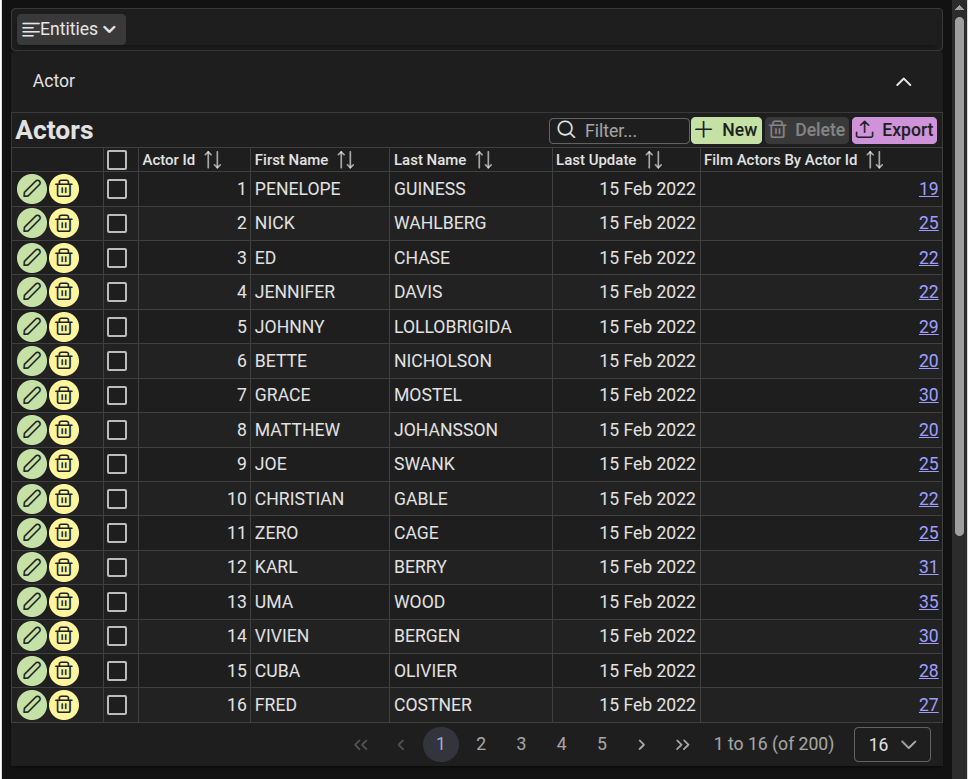 Entities
Actor
Actors Filter... New Delete Export
Actor Id First Name Last Name Last Update Film Actors By Actor Id
1 PENELOPE GUINESS 15 Feb 2022 19
2 NICK WAHLBERG 15 Feb 2022 25
3 ED CHASE 15 Feb 2022 22
4 JENNIFER DAVIS 15 Feb 2022 22
5 JOHNNY LOLLOBRIGIDA 15 Feb 2022 29
6 BETTE NICHOLSON 15 Feb 2022 20
7 GRACE MOSTEL 15 Feb 2022 30
8 MATTHEW JOHANSSON 15 Feb 2022 20
9 JOE SWANK 15 Feb 2022 25
10 CHRISTIAN GABLE 15 Feb 2022 22
11 ZERO CAGE 15 Feb 2022 25
12 KARL BERRY 15 Feb 2022 31
13 UMA WOOD 15 Feb 2022 35
14 VIVIEN BERGEN 15 Feb 2022 30
15 CUBA OLIVIER 15 Feb 2022 28
16 FRED COSTNER 15 Feb 2022 27
1 2 3 4 5 1 to 16 (of 200) 16